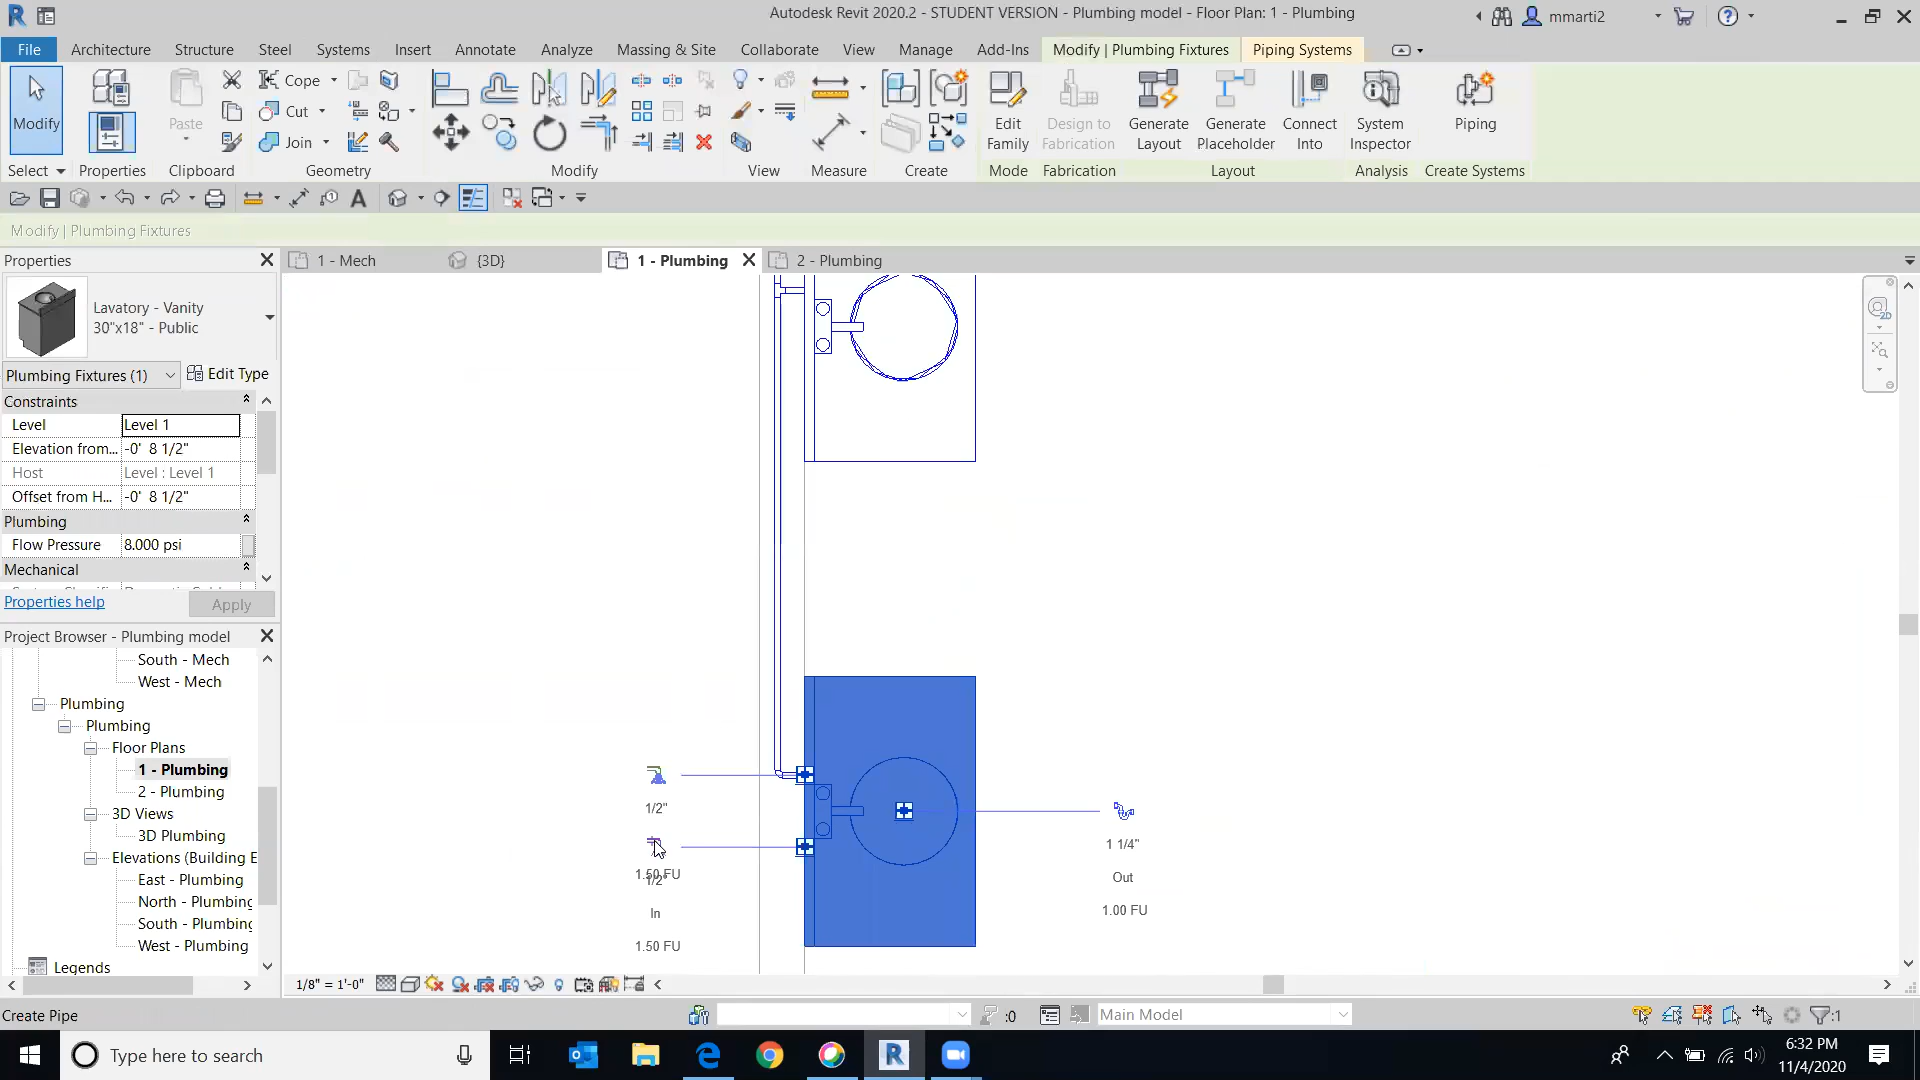 Autodesk Revit 2020.2 - STUDENT VERSION - Plumbing model - Floor Plan: 1 - Plumbing
mmarti2
File Architecture Structure Steel Systems Insert Annotate Analyze Massing & Site Collaborate View Manage Add-Ins Modify | Plumbing Fixtures Piping Systems
Modify
Paste
Cope
Cut
Join
Edit Family
Design to Fabrication
Generate Layout
Generate Placeholder
Connect Into
System Inspector
Piping
Select Properties Clipboard Geometry Modify View Measure Create Mode Fabrication Layout Analysis Create Systems
Modify | Plumbing Fixtures
Properties
1 - Mech {3D} 1 - Plumbing 2 - Plumbing
Lavatory - Vanity
30"x18" - Public
Plumbing Fixtures (1) Edit Type
Constraints
Level Level 1
Elevation from... -0' 8 1/2"
Host Level : Level 1
Offset from H... -0' 8 1/2"
Plumbing
Flow Pressure 8.000 psi
Mechanical
Properties help Apply
Project Browser - Plumbing model
South - Mech
West - Mech
Plumbing
Plumbing
Floor Plans
1 - Plumbing
2 - Plumbing
3D Views
3D Plumbing
Elevations (Building E
East - Plumbing
North - Plumbing
South - Plumbing
West - Plumbing
Legends
1/2"
1.50 FU
1/2"
In
1.50 FU
1 1/4"
Out
1.00 FU
2D
1/8" = 1'-0"
Create Pipe
:0
Main Model
:1
Type here to search
6:32 PM
11/4/2020